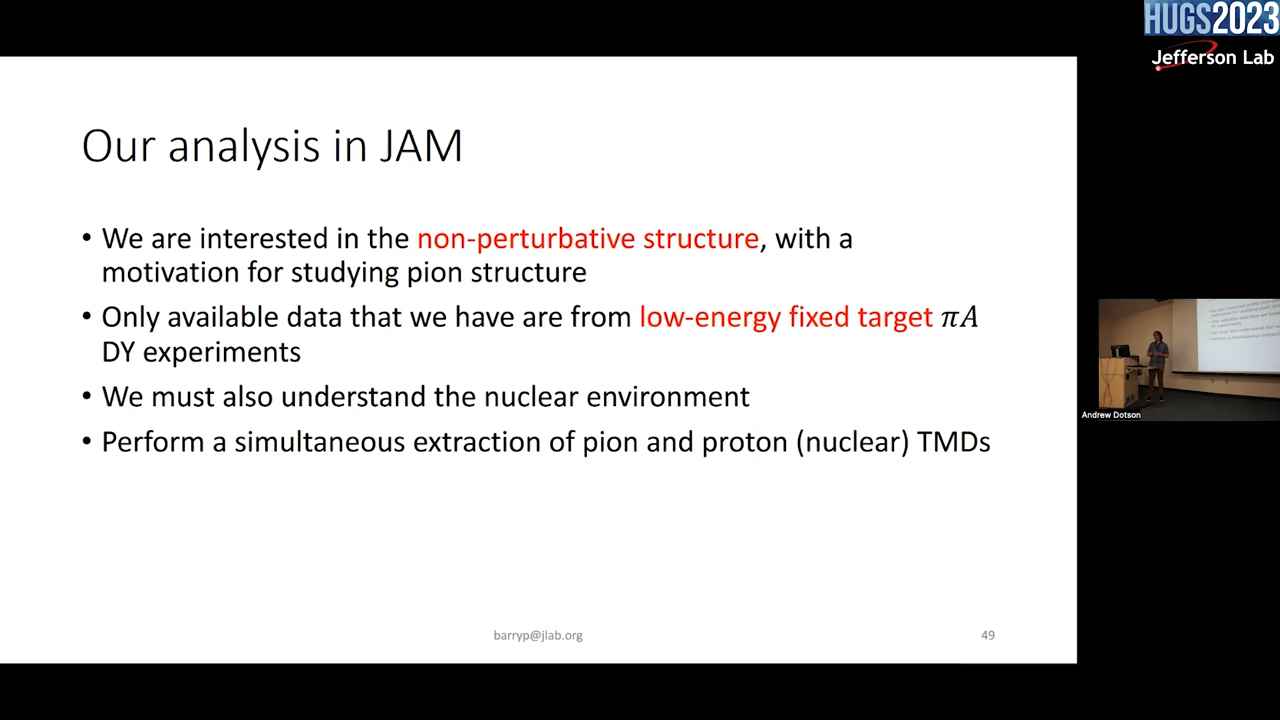 HUGS2023
Jefferson Lab
Our analysis in JAM
• We are interested in the non-perturbative structure, with a
motivation for studying pion structure
• Only available data that we have are from low-energy fixed target πA
DY experiments
• We must also understand the nuclear environment
• Perform a simultaneous extraction of pion and proton (nuclear) TMDs
Andrew Dotson
barryp@jlab.org
49